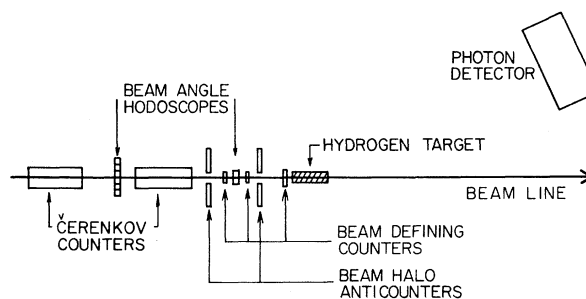 PHOTON
DETECTOR
BEAM ANGLE
HODOSCOPES
HYDROGEN TARGET
BEAM LINE
ČERENKOV
COUNTERS
BEAM DEFINING
COUNTERS
BEAM HALO
ANTICOUNTERS